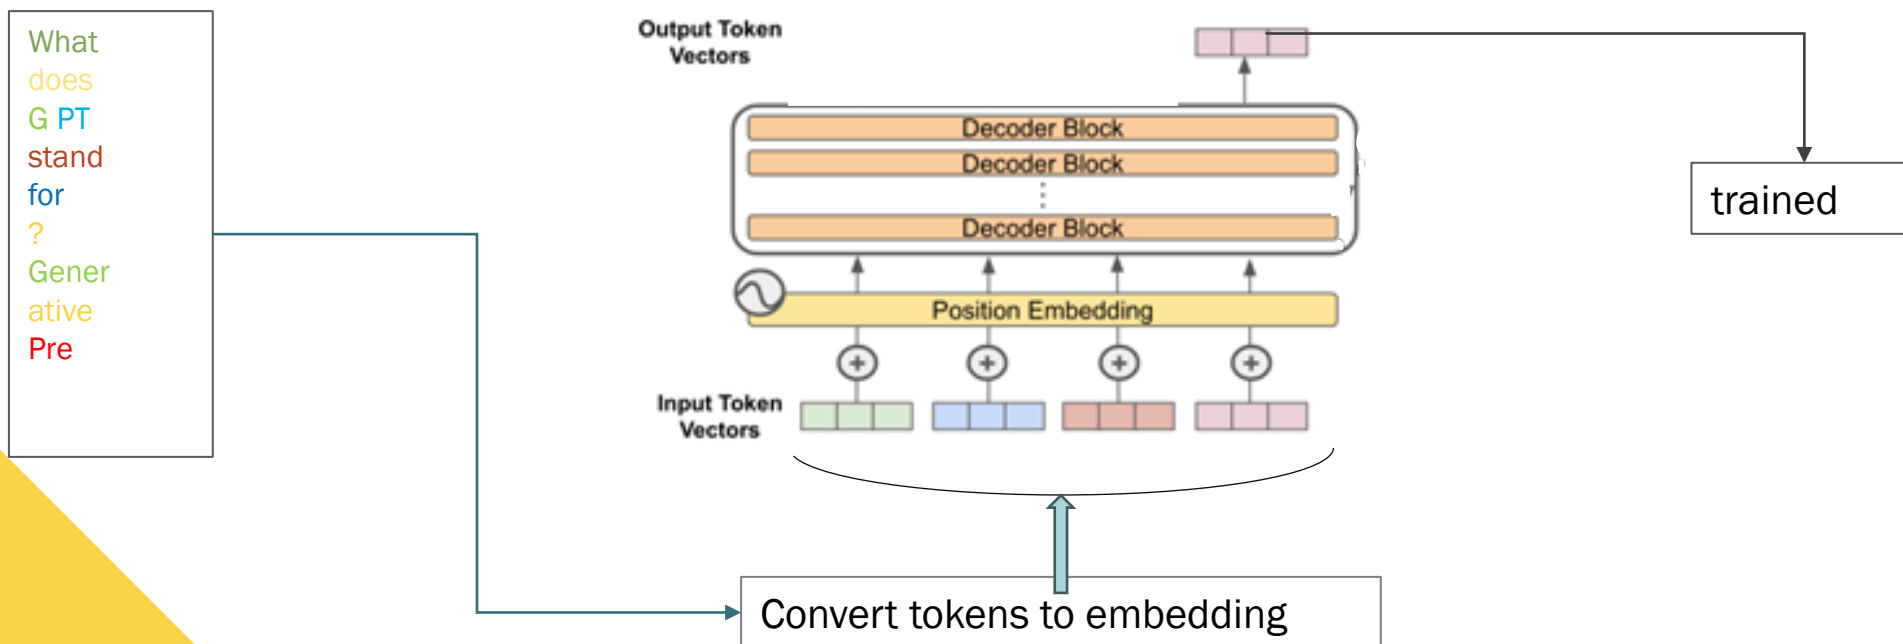 What
does
G PT
stand
for
?
Gener
ative
Pre
Output Token
Vectors
Decoder Block
Decoder Block
Decoder Block
Position Embedding
Input Token
Vectors
Convert tokens to embedding
trained